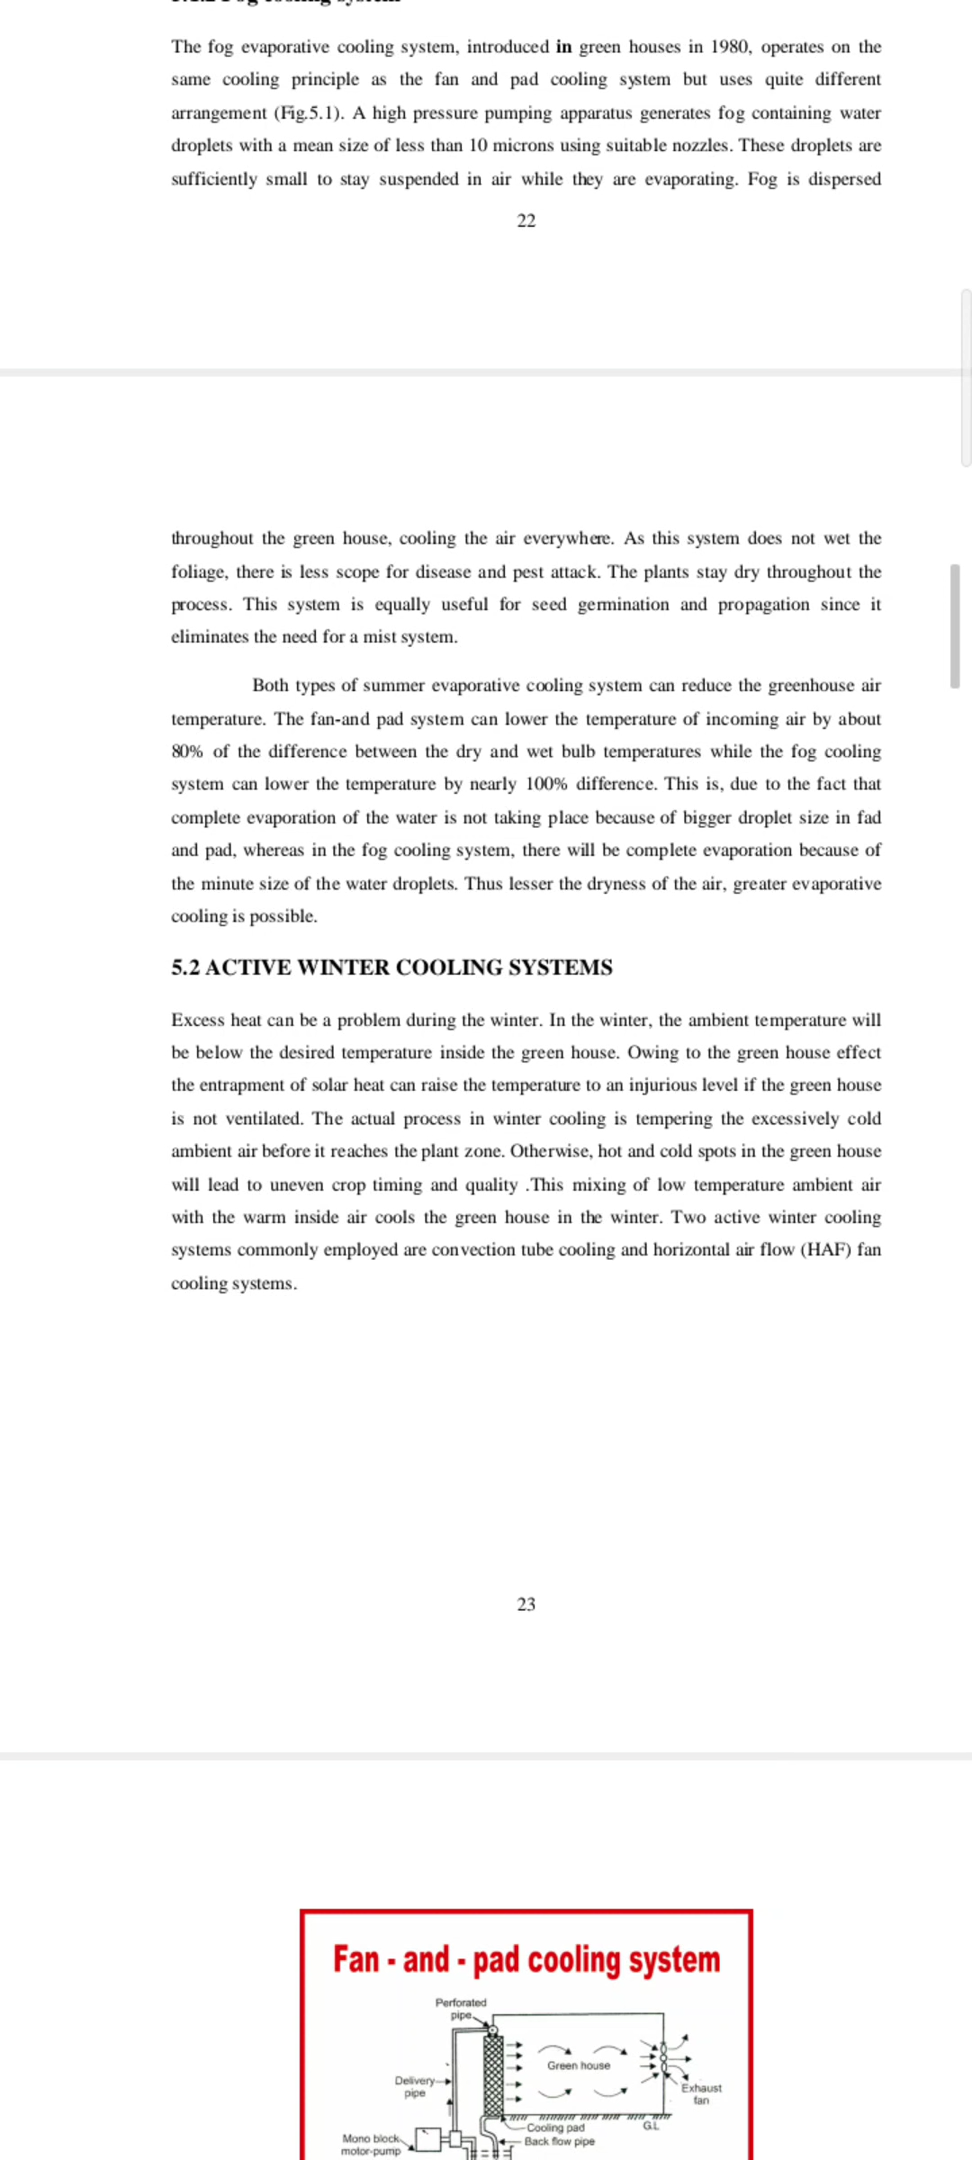 5.1.2 Fog cooling system
The fog evaporative cooling system, introduced in green houses in 1980, operates on the
same cooling principle as the fan and pad cooling system but uses quite different
arrangement (Fig.5.1). A high pressure pumping apparatus generates fog containing water
droplets with a mean size of less than 10 microns using suitable nozzles. These droplets are
sufficiently small to stay suspended in air while they are evaporating. Fog is dispersed
22
throughout the green house, cooling the air everywhere. As this system does not wet the
foliage, there is less scope for disease and pest attack. The plants stay dry throughout the
process. This system is equally useful for seed germination and propagation since it
eliminates the need for a mist system.
Both types of summer evaporative cooling system can reduce the greenhouse air
temperature. The fan-and pad system can lower the temperature of incoming air by about
80% of the difference between the dry and wet bulb temperatures while the fog cooling
system can lower the temperature by nearly 100% difference. This is, due to the fact that
complete evaporation of the water is not taking place because of bigger droplet size in fad
and pad, whereas in the fog cooling system, there will be complete evaporation because of
the minute size of the water droplets. Thus lesser the dryness of the air, greater evaporative
cooling is possible.
5.2 ACTIVE WINTER COOLING SYSTEMS
Excess heat can be a problem during the winter. In the winter, the ambient temperature will
be below the desired temperature inside the green house. Owing to the green house effect
the entrapment of solar heat can raise the temperature to an injurious level if the green house
is not ventilated. The actual process in winter cooling is tempering the excessively cold
ambient air before it reaches the plant zone. Otherwise, hot and cold spots in the green house
will lead to uneven crop timing and quality .This mixing of low temperature ambient air
with the warm inside air cools the green house in the winter. Two active winter cooling
systems commonly employed are convection tube cooling and horizontal air flow (HAF) fan
cooling systems.
23
Fan - and - pad cooling system
Perforated
pipe
Green house
Delivery
pipe
Exhaust
fan
G.L
Cooling pad
Back flow pipe
Mono block
motor-pump